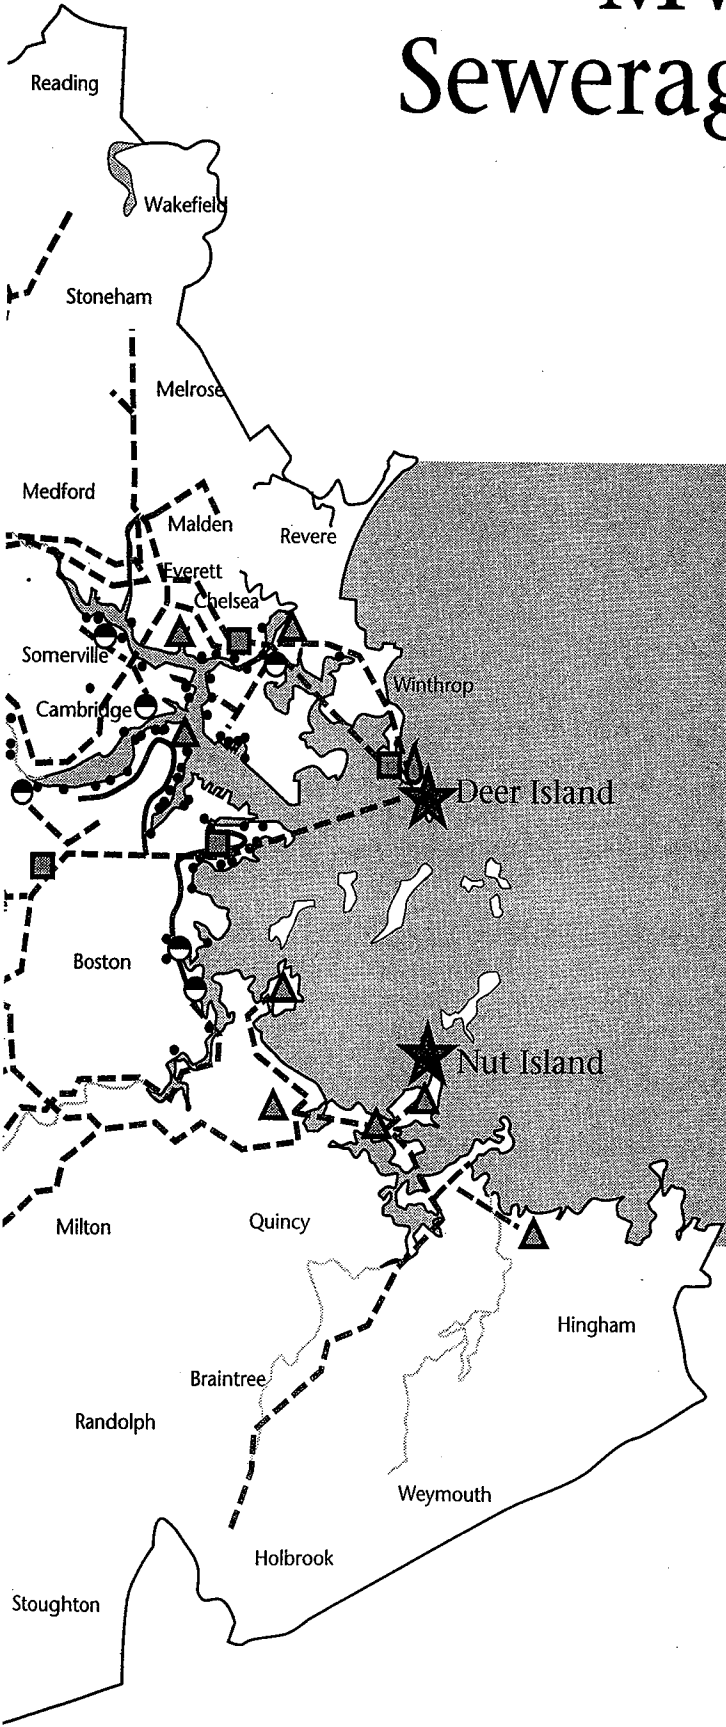 Sewerag
Reading
Wakefield
Stoneham
Melrose
Medford
Malden
Revere
Everett
Chelsea
Somerville
Winthrop
Cambridge
Deer Island
Boston
Nut Island
Milton
Quincy
Hingham
Braintree
Randolph
Weymouth
Holbrook
Stoughton